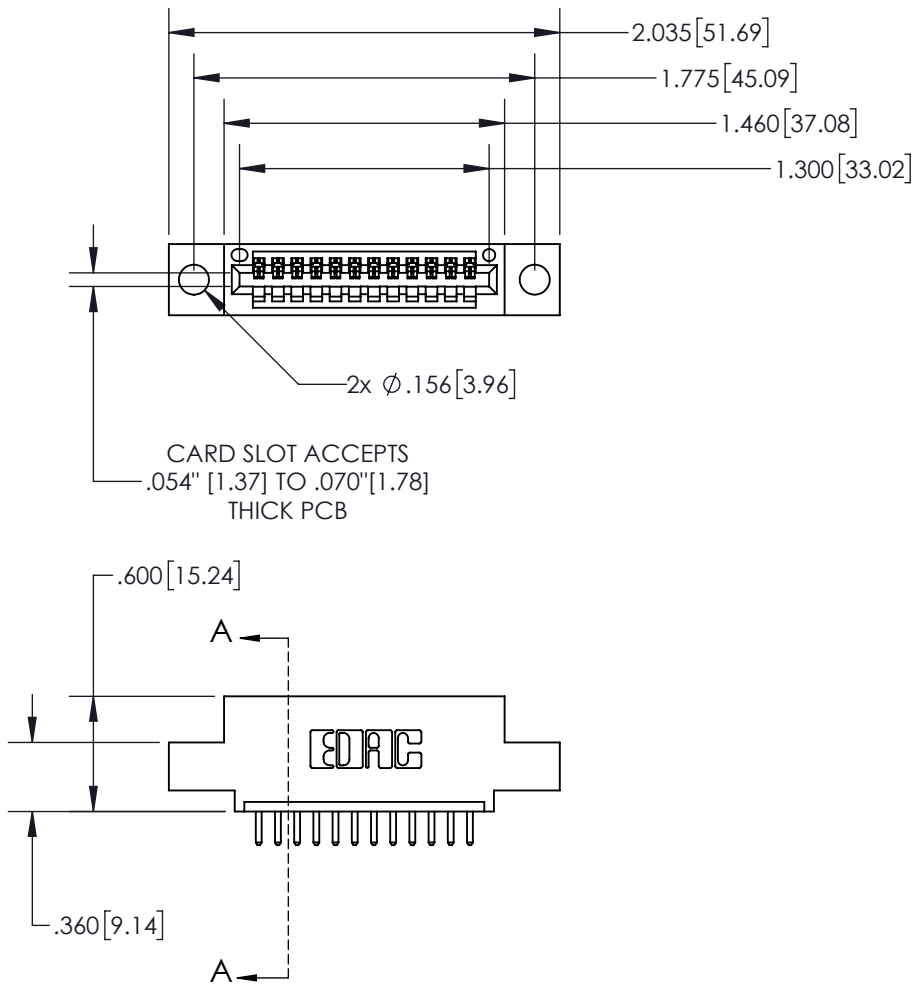 2.035[51.69]
1.775[45.09]
1.460[37.08]
1.300[33.02]
2x ∅.156[3.96]
CARD SLOT ACCEPTS
.054" [1.37] TO .070"[1.78]
THICK PCB
.600[15.24]
A
EDAC
.360[9.14]
A